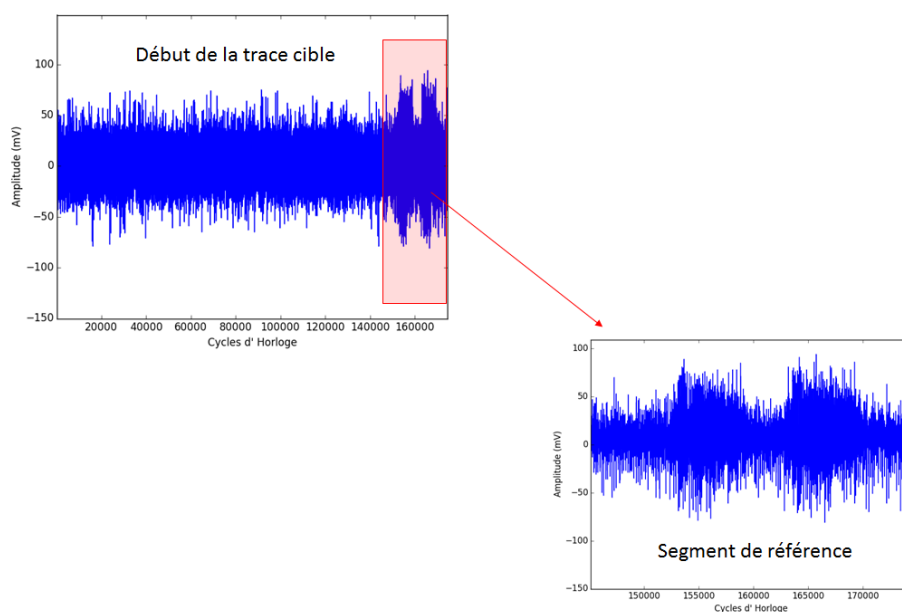 Début de la trace cible
Amplitude (mV)
100
50
0
−50
−100
−150
20000 40000 60000 80000 100000 120000 140000 160000
Cycles d' Horloge
Amplitude (mV)
100
50
0
−50
−100
−150
Segment de référence
150000 155000 160000 165000 170000
Cycles d' Horloge